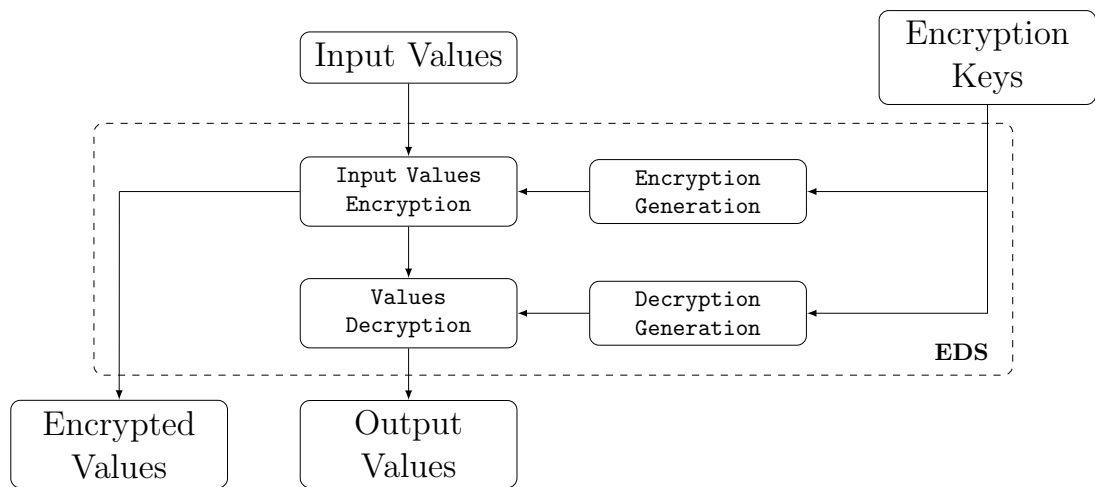 Input Values
Encryption
Keys
Input Values
Encryption
Encryption
Generation
Values
Decryption
Decryption
Generation
EDS
Encrypted
Values
Output
Values